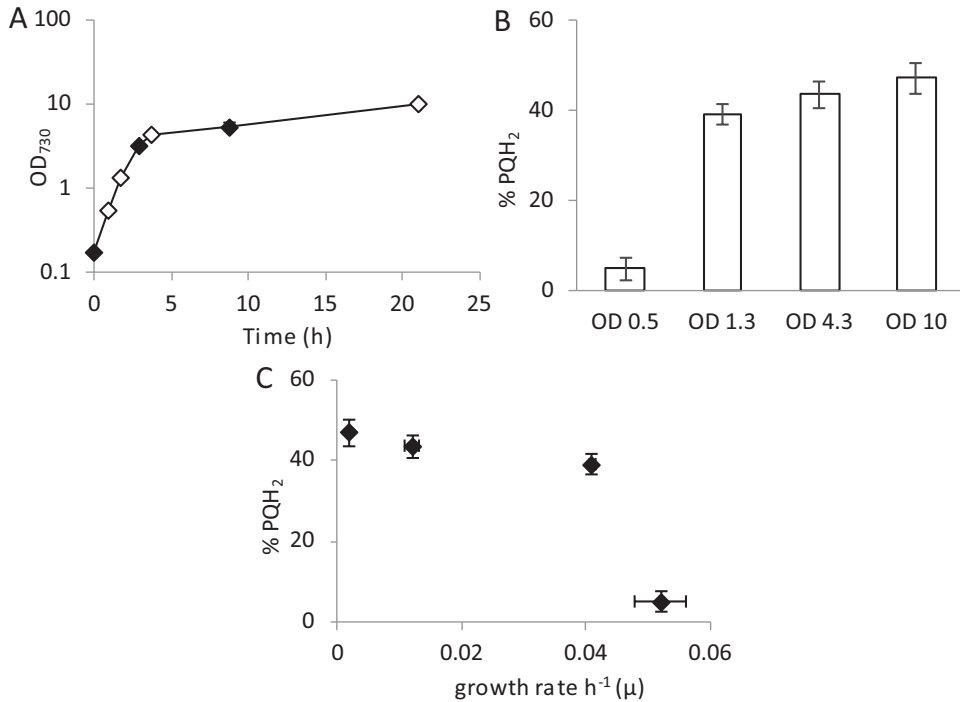 A
100
10
1
0.1
OD₇₃₀
0 5 10 15 20 25
Time (h)
B
60
40
20
0
% PQH₂
OD 0.5 OD 1.3 OD 4.3 OD 10
C
60
40
20
0
% PQH₂
0 0.02 0.04 0.06
growth rate h⁻¹ (μ)